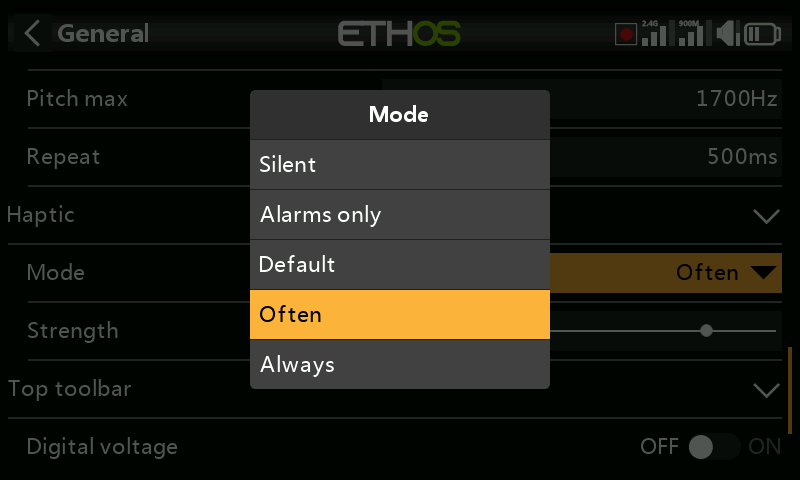 General
ETHOS
2.4G
900M
Pitch max
1700Hz
Repeat
500ms
Haptic
Mode
Often
Strength
Top toolbar
Digital voltage
OFF
ON
Mode
Silent
Alarms only
Default
Often
Always